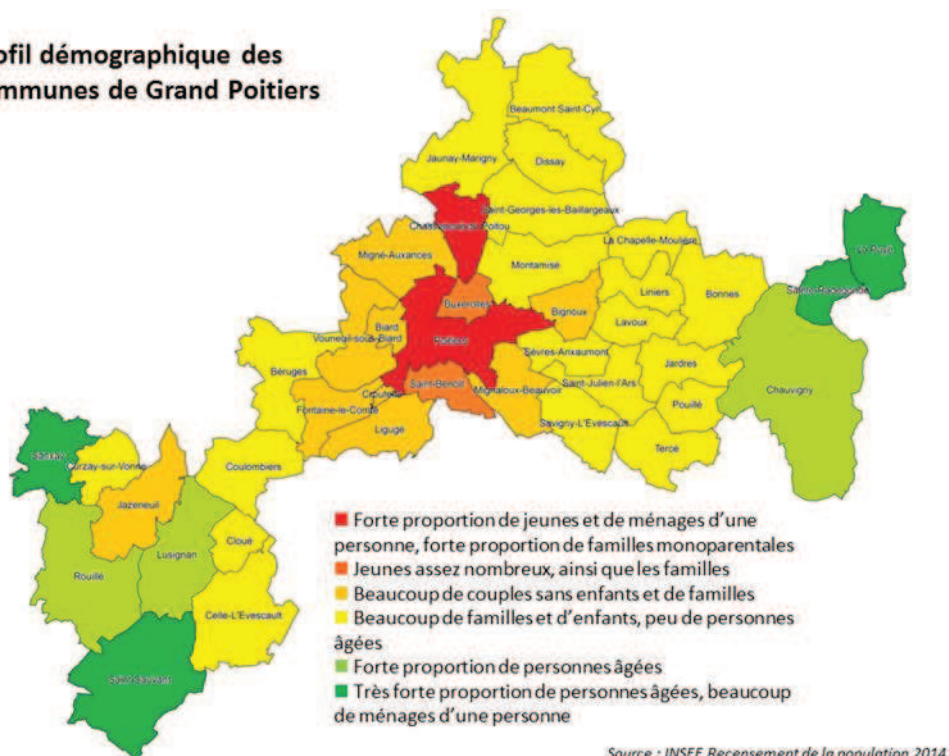 ofil démographique des
mmunes de Grand Poitiers
Beaumont Saint-Cyr
Jaunay-Marigny
Dissay
Saint-Georges-les-Baillargeaux
Poitou
La Chapelle-Moulière
Migné-Auxances
Montamisé
Liniers
Bonnes
Sainte-Radegonde
Buxerolles
Bignoux
Lavoux
Biard
Vouneuil-sous-Biard
Poitiers
Sèvres-Anxaumont
Béruges
Jardres
Saint-Benoît
Mignaloux-Beauvoir
Saint-Julien-l'Ars
Chauvigny
Croutelle
Fontaine-le-Comte
Pouillé
Ligugé
Savigny-L'Evescault
Tercé
Sanxay
Curzay-sur-Vonne
Coulombiers
Jazeneuil
Cloué
Lusignan
Rouillé
Celle-L'Evescault
Saint-Sauvant
Forte proportion de jeunes et de ménages d'une
personne, forte proportion de familles monoparentales
Jeunes assez nombreux, ainsi que les familles
Beaucoup de couples sans enfants et de familles
Beaucoup de familles et d'enfants, peu de personnes
âgées
Forte proportion de personnes âgées
Très forte proportion de personnes âgées, beaucoup
de ménages d'une personne
Source : INSEE Recensement de la population 2014